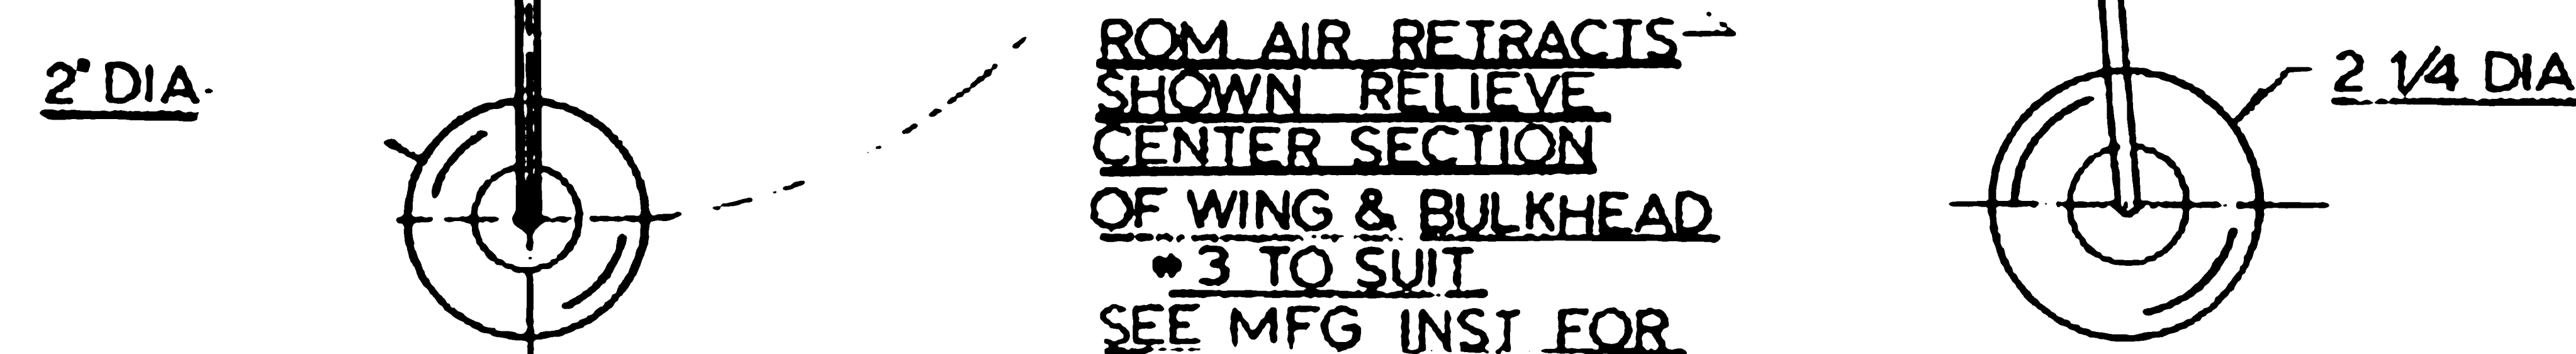 2" DIA.
ROM AIR RETRACTS
SHOWN RELIEVE
CENTER SECTION
OF WING & BULKHEAD
#3 TO SUIT
SEE MFG INST FOR
2 1/4 DIA